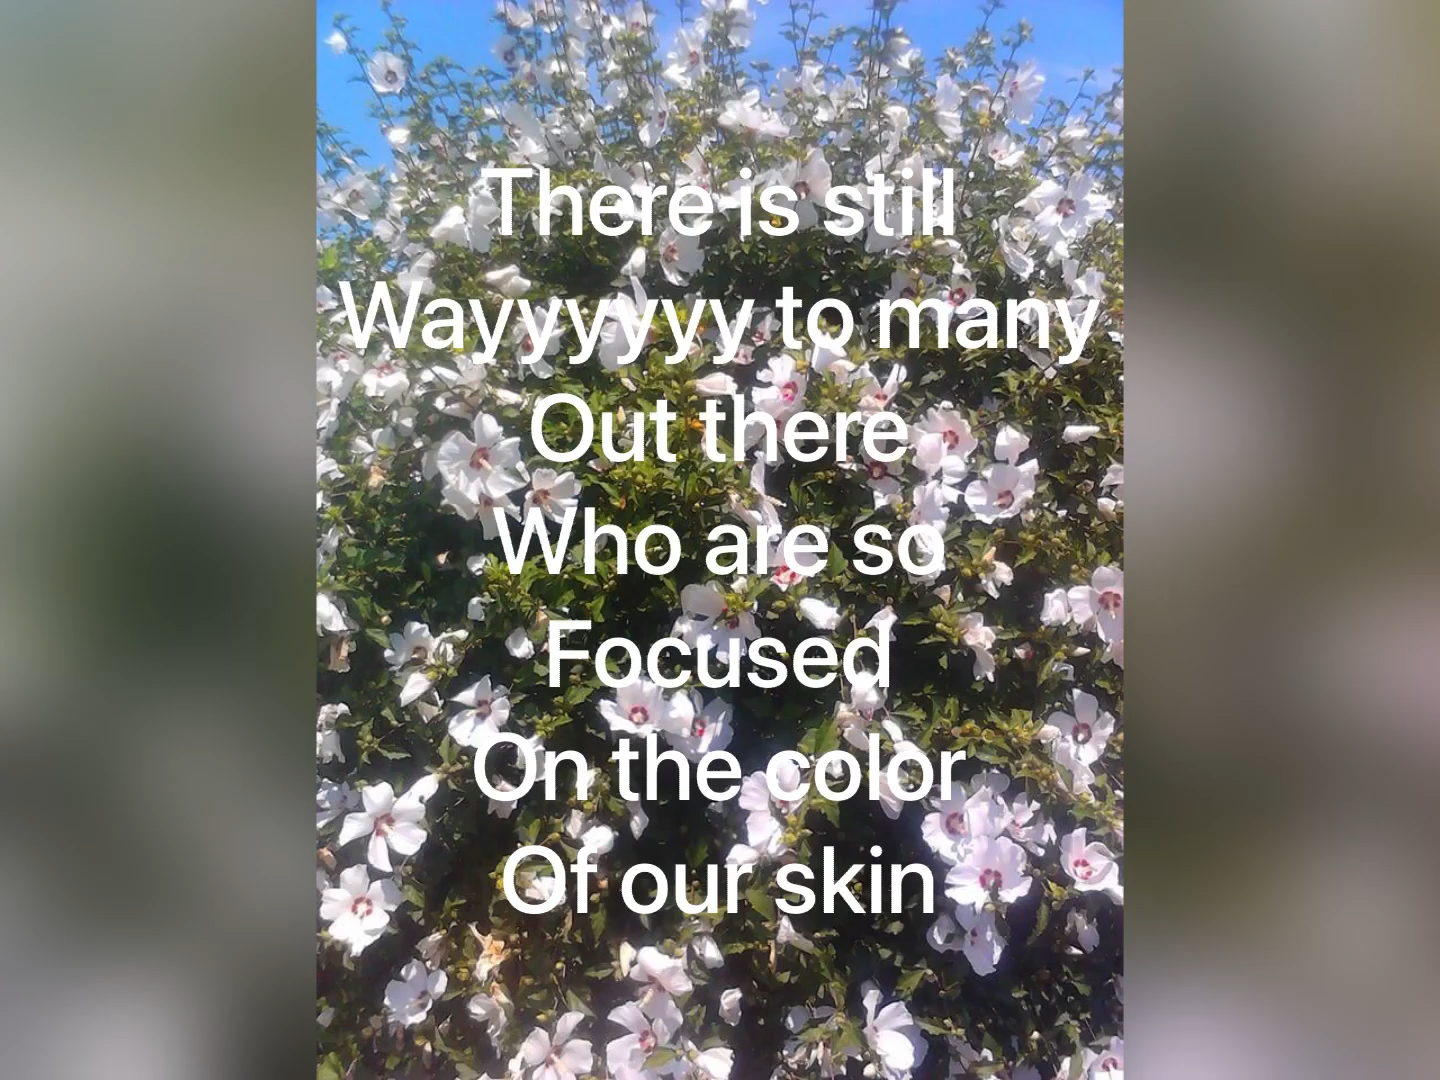 There is still
Wayyyyyy to many
Out there
Who are so
Focused
On the color
Of our skin